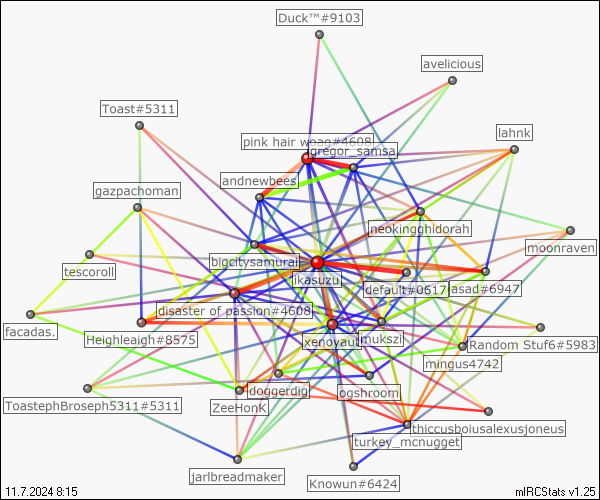 Duck™#9103
avelicious
Toast#5311
lahnk
pink hair woag#4608
gregor_samsa
andnewbees
gazpachoman
neokingghidorah
moonraven
bigcitysamurai
tescoroll
ikasuzu
default#0617
asad#6947
disaster of passion#4608
facadas.
Heighleaigh#8575
xenovaut
mukszi
Random Stuf6#5983
mingus4742
doggerdig
ogshroom
ToastephBroseph5311#5311
ZeeHonK
thiccusboiusalexusjoneus
turkey_mcnugget
jarlbreadmaker
Knowun#6424
11.7.2024 8:15
mIRCStats v1.25